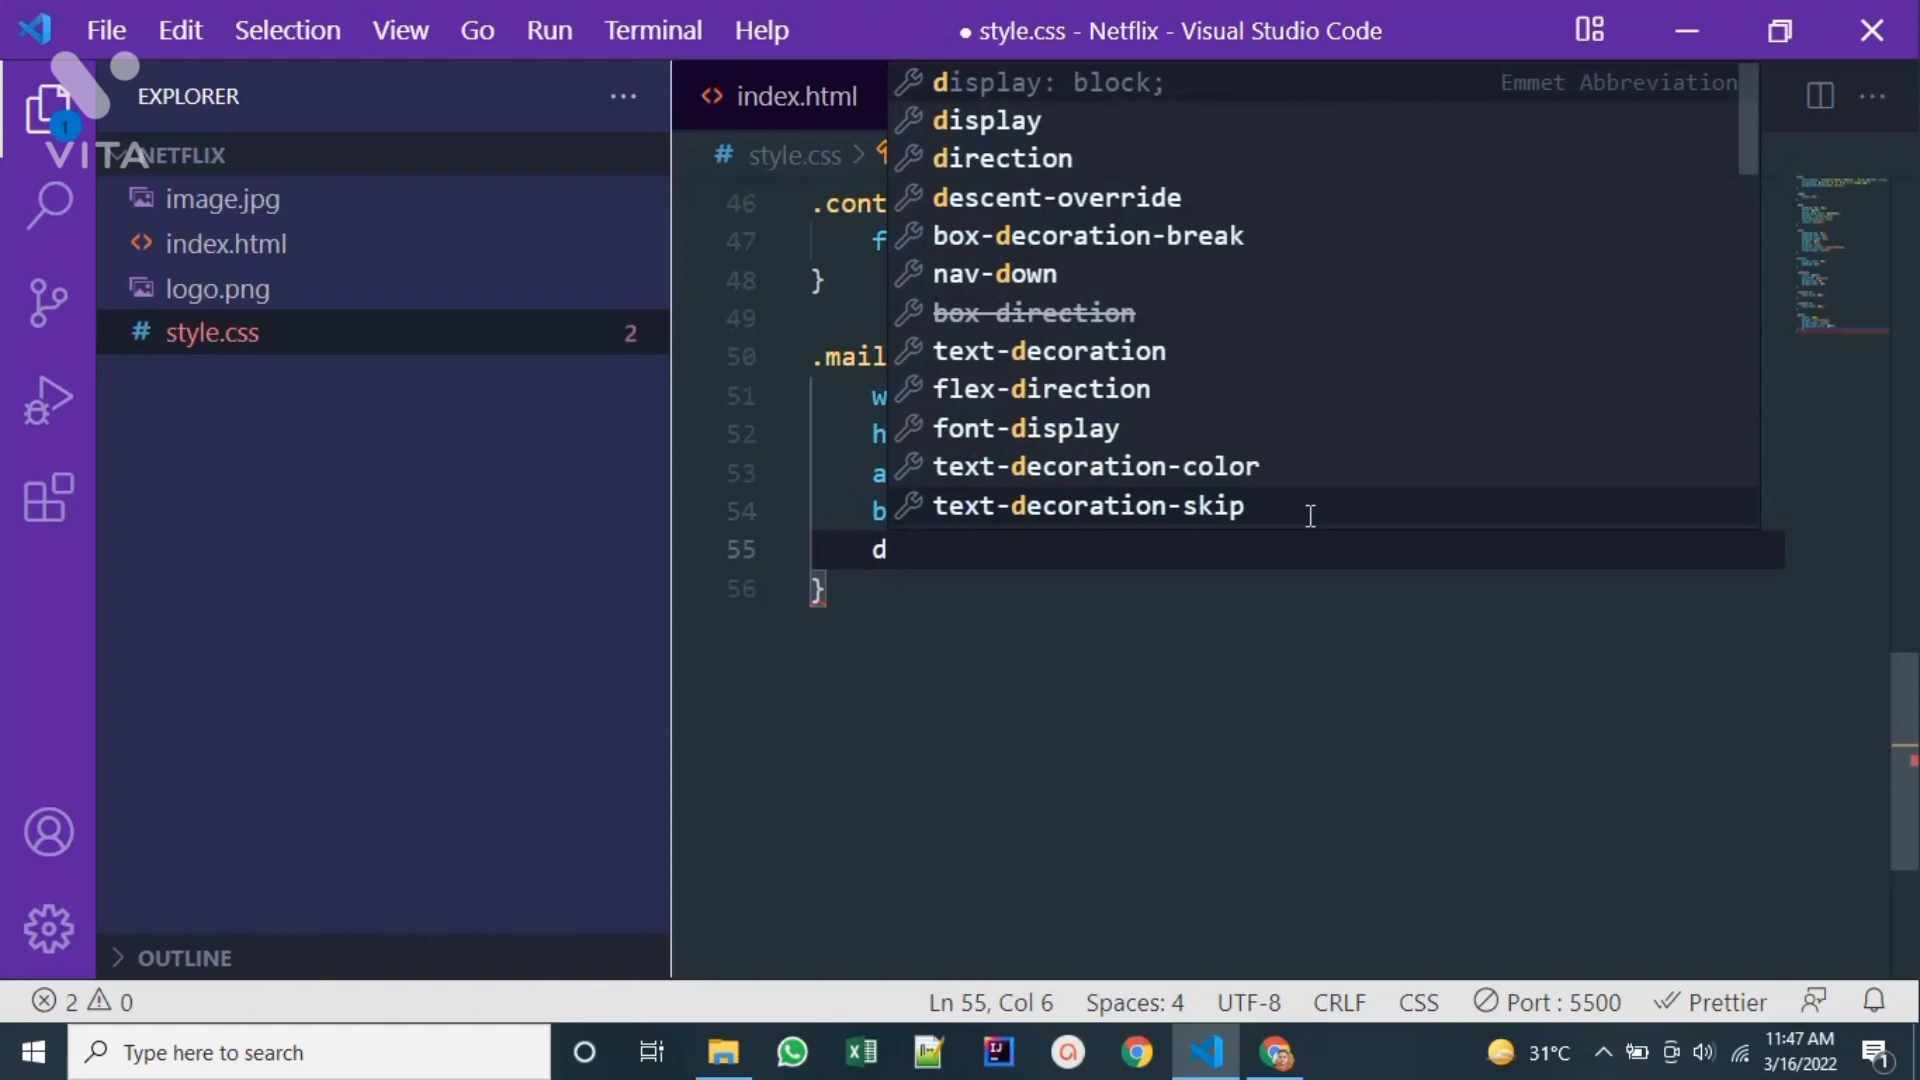 File Edit Selection View Go Run Terminal Help
● style.css - Netflix - Visual Studio Code
VITA
EXPLORER
1
NETFLIX
image.jpg
index.html
logo.png
# style.css 2
OUTLINE
<> index.html
# style.css >
46 .cont
47 f
48 }
49
50 .mail
51 w
52 h
53 a
54 b
55 d
56 }
display: block; Emmet Abbreviation
display
direction
descent-override
box-decoration-break
nav-down
box-direction
text-decoration
flex-direction
font-display
text-decoration-color
text-decoration-skip
2 0
Ln 55, Col 6 Spaces: 4 UTF-8 CRLF CSS Port : 5500 Prettier
Type here to search
31°C
11:47 AM
3/16/2022
1